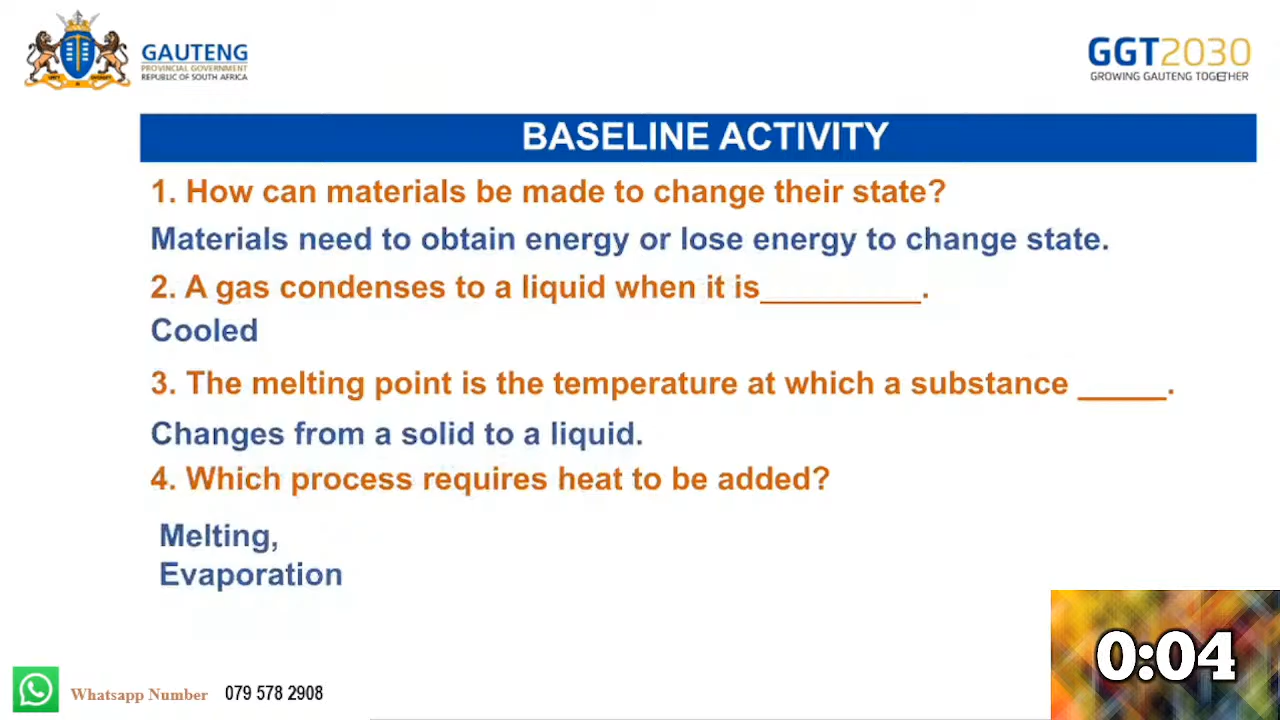 GAUTENG
PROVINCIAL GOVERNMENT
REPUBLIC OF SOUTH AFRICA
GGT2030
GROWING GAUTENG TOGETHER
BASELINE ACTIVITY
1. How can materials be made to change their state?
Materials need to obtain energy or lose energy to change state.
2. A gas condenses to a liquid when it is_________.
Cooled
3. The melting point is the temperature at which a substance _____.
Changes from a solid to a liquid.
4. Which process requires heat to be added?
Melting,
Evaporation
0:04
Whatsapp Number 079 578 2908